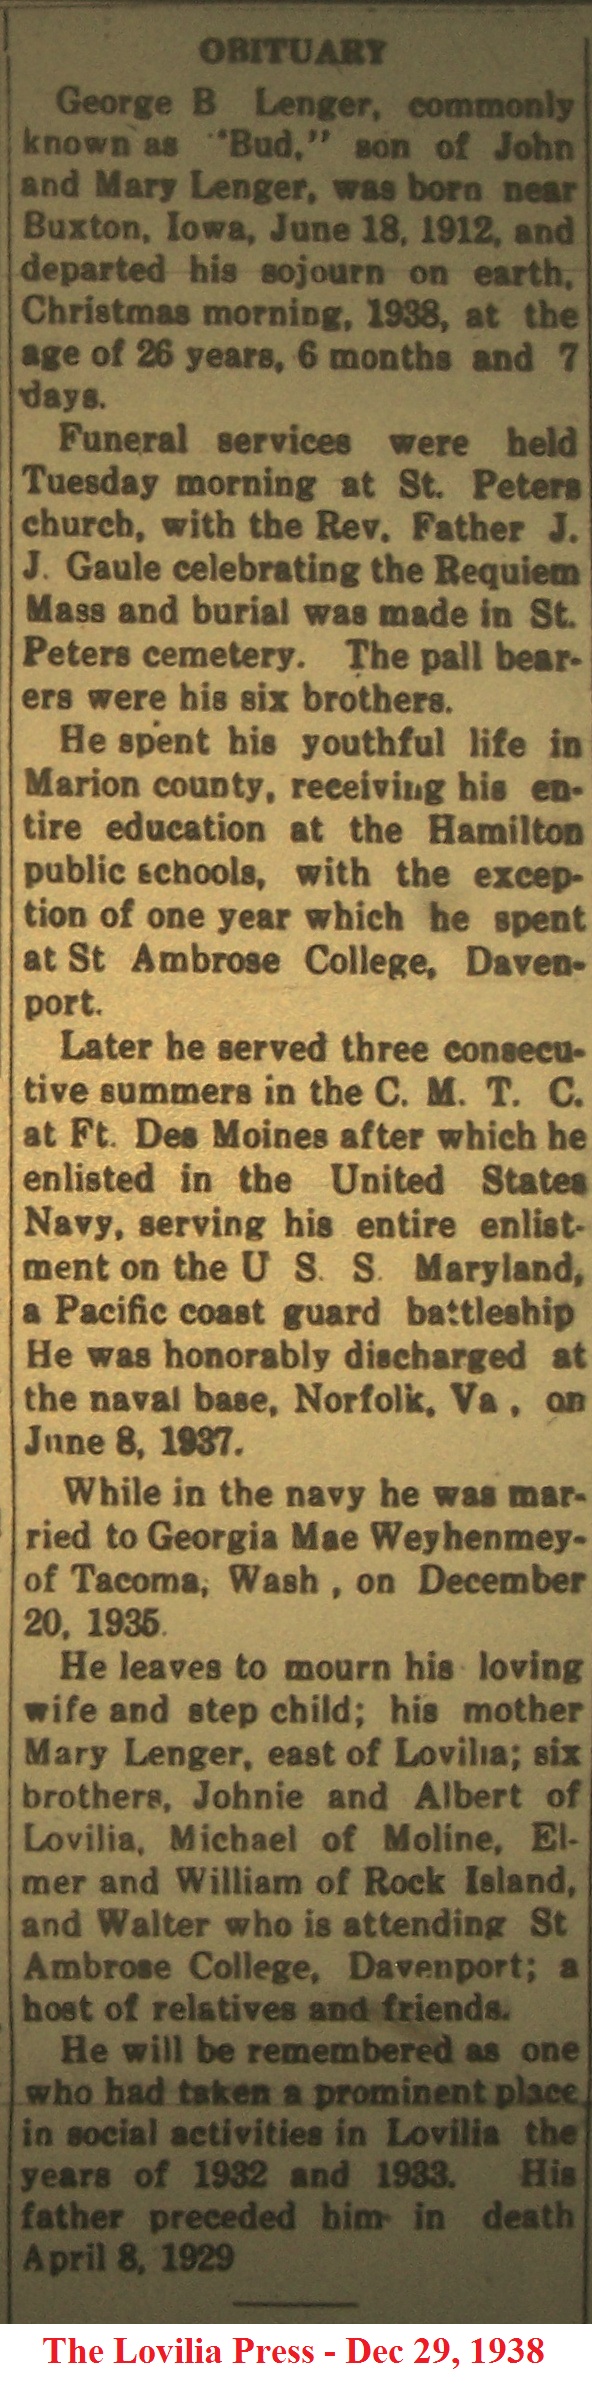 OBITUARY
George B Lenger, commonly
known as "Bud," son of John
and Mary Lenger, was born near
Buxton, Iowa, June 18, 1912, and
departed his sojourn on earth,
Christmas morning, 1938, at the
age of 26 years, 6 months and 7
days.
Funeral services were held
Tuesday morning at St. Peters
church, with the Rev. Father J.
J. Gaule celebrating the Requiem
Mass and burial was made in St.
Peters cemetery. The pall bear-
ers were his six brothers.
He spent his youthful life in
Marion county, receiving his en-
tire education at the Hamilton
public schools, with the excep-
tion of one year which he spent
at St Ambrose College, Daven-
port.
Later he served three consecu-
tive summers in the C. M. T. C.
at Ft. Des Moines after which he
enlisted in the United States
Navy, serving his entire enlist-
ment on the U S. S. Maryland,
a Pacific coast guard battleship
He was honorably discharged at
the naval base, Norfolk, Va , on
June 8, 1937.
While in the navy he was mar-
ried to Georgia Mae Weyhenmey-
of Tacoma, Wash , on December
20, 1935.
He leaves to mourn his loving
wife and step child; his mother
Mary Lenger, east of Lovilia; six
brothers, Johnie and Albert of
Lovilia, Michael of Moline, El-
mer and William of Rock Island,
and Walter who is attending St
Ambrose College, Davenport; a
host of relatives and friends.
He will be remembered as one
who had taken a prominent place
in social activities in Lovilia the
years of 1932 and 1933. His
father preceded him in death
April 8, 1929
The Lovilia Press - Dec 29, 1938